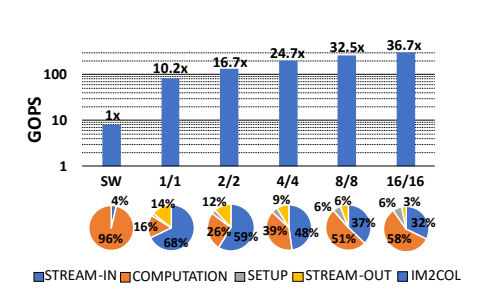 36.7x
32.5x
24.7x
16.7x
10.2x
1x
GOPS
100
10
1
SW 1/1 2/2 4/4 8/8 16/16
4% 96%
14% 16% 68%
12% 26% 59%
9% 39% 48%
6% 6% 37% 51%
6% 3% 32% 58%
STREAM-IN COMPUTATION SETUP STREAM-OUT IM2COL